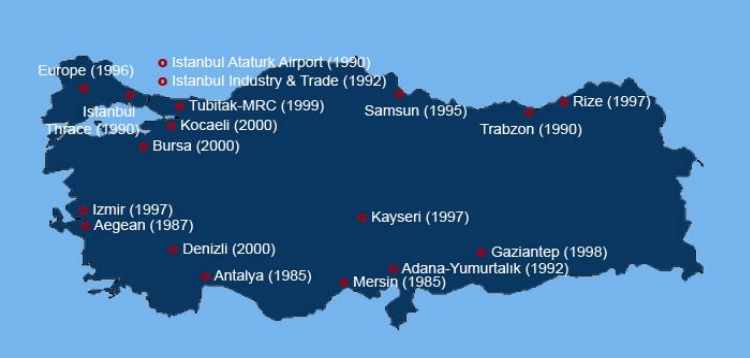 Istanbul Ataturk Airport (1990)
Europe (1996)
Istanbul Industry & Trade (1992)
Rize (1997)
Tubitak-MRC (1999)
Istanbul
Thrace (1990)
Samsun (1995)
Kocaeli (2000)
Trabzon (1990)
Bursa (2000)
Izmir (1997)
Kayseri (1997)
Aegean (1987)
Denizli (2000)
Gaziantep (1998)
Adana-Yumurtalık (1992)
Antalya (1985)
Mersin (1985)